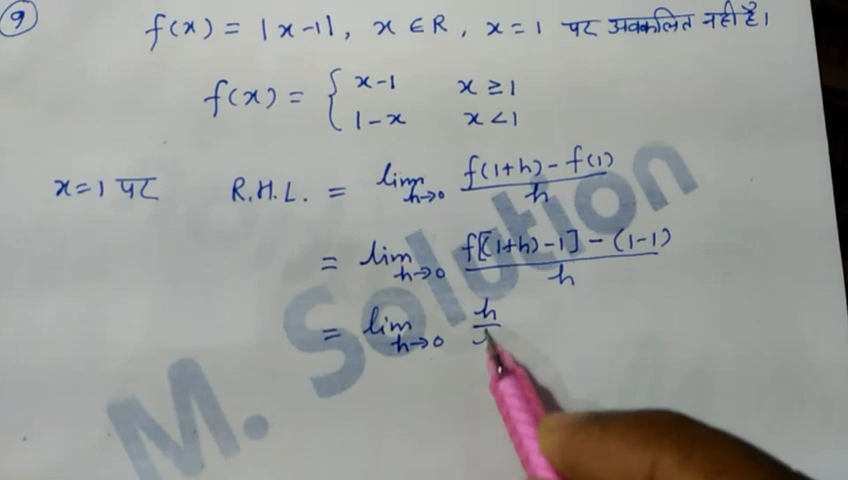 9 f(x) = |x-1|, x ∈ R, x = 1 पर अवकलित नही है।
f(x) = { x-1 x ≥ 1
1-x x < 1
x = 1 पर R.H.L. = lim h→0 f(1+h) - f(1) / h
= lim h→0 f[(1+h)-1] - (1-1) / h
= lim h→0 h
M. Solution